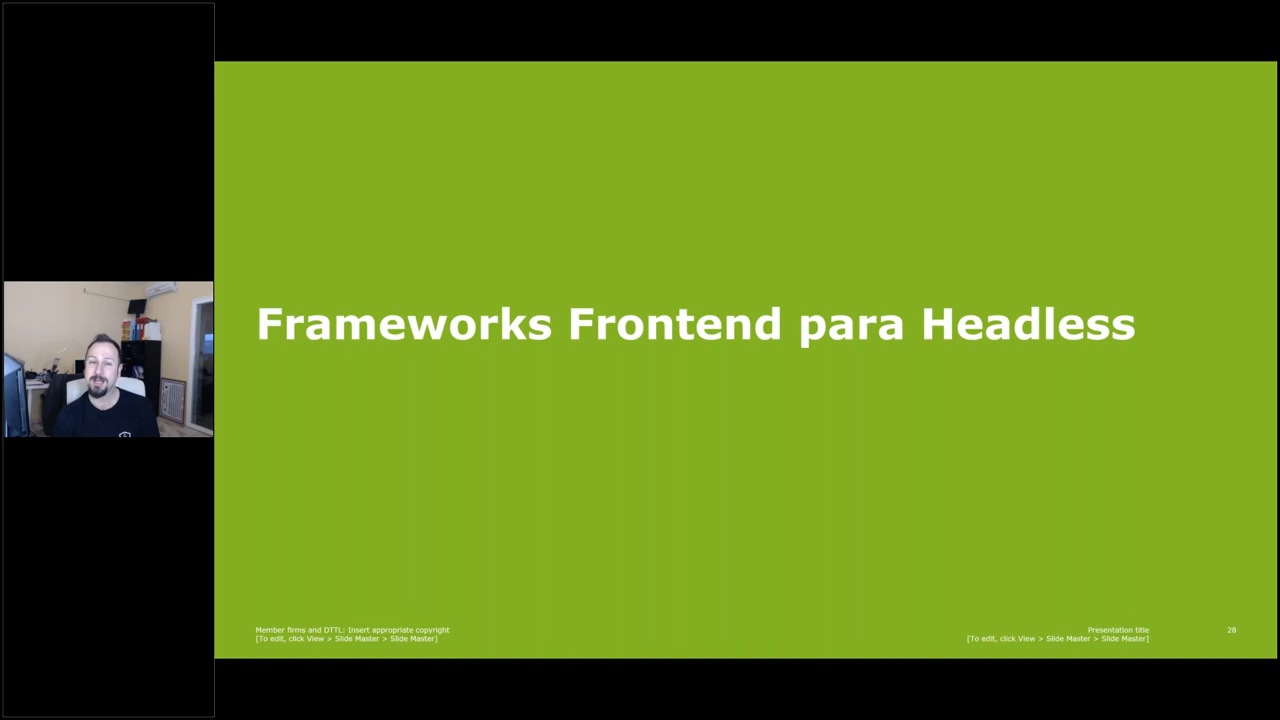 Frameworks Frontend para Headless
Member firms and DTTL: Insert appropriate copyright
[To edit, click View > Slide Master > Slide Master]
Presentation title
[To edit, click View > Slide Master > Slide Master]
28